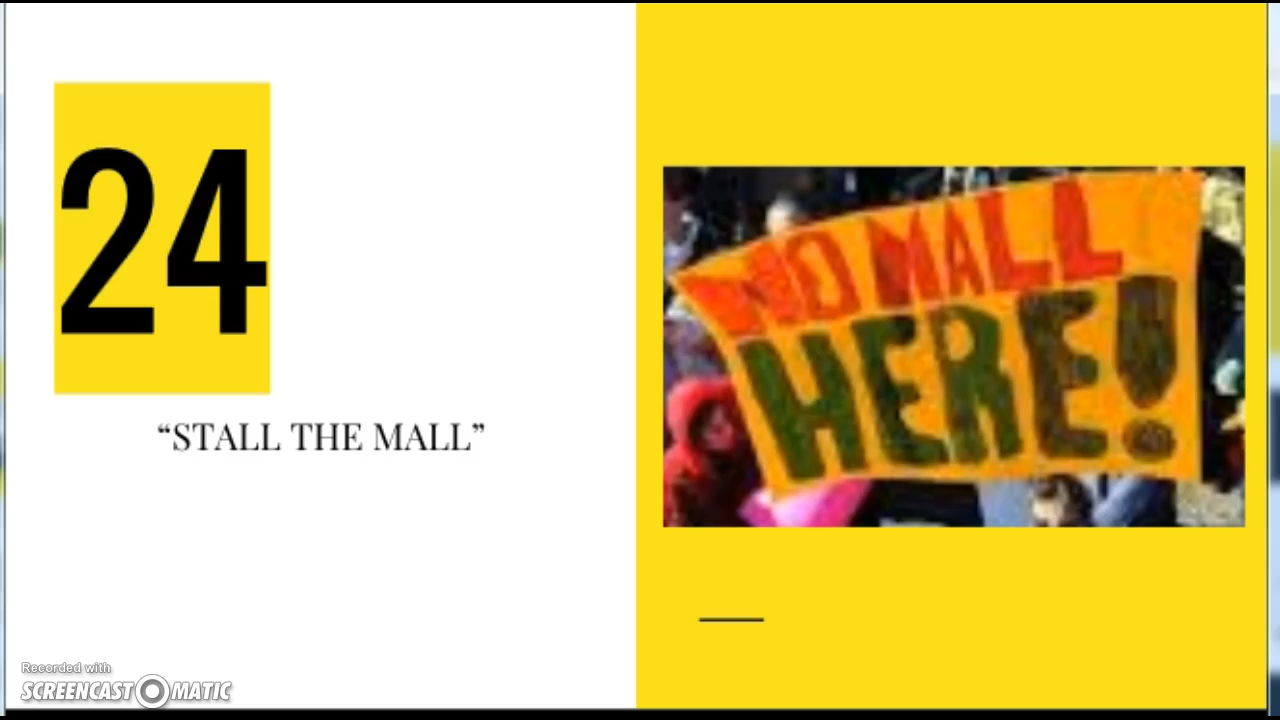 24
“STALL THE MALL”
NO MALL
HERE!
Recorded with
SCREENCAST MATIC